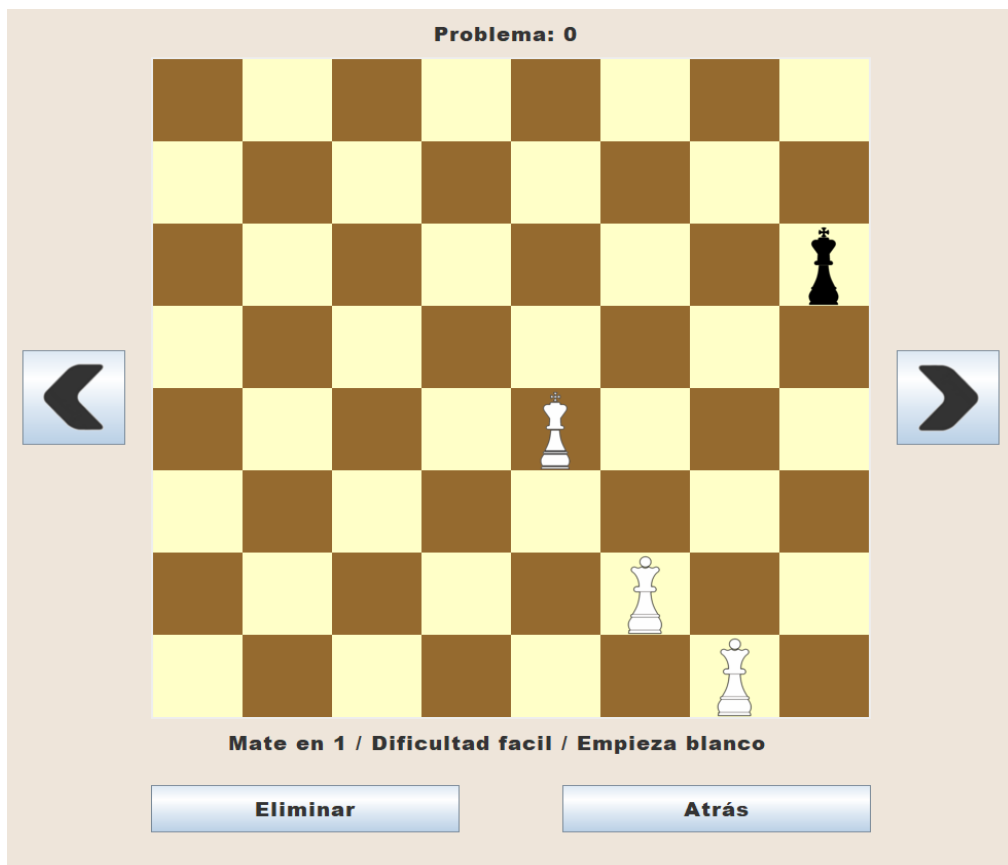 Problema: 0
Mate en 1 / Dificultad facil / Empieza blanco
Eliminar
Atrás